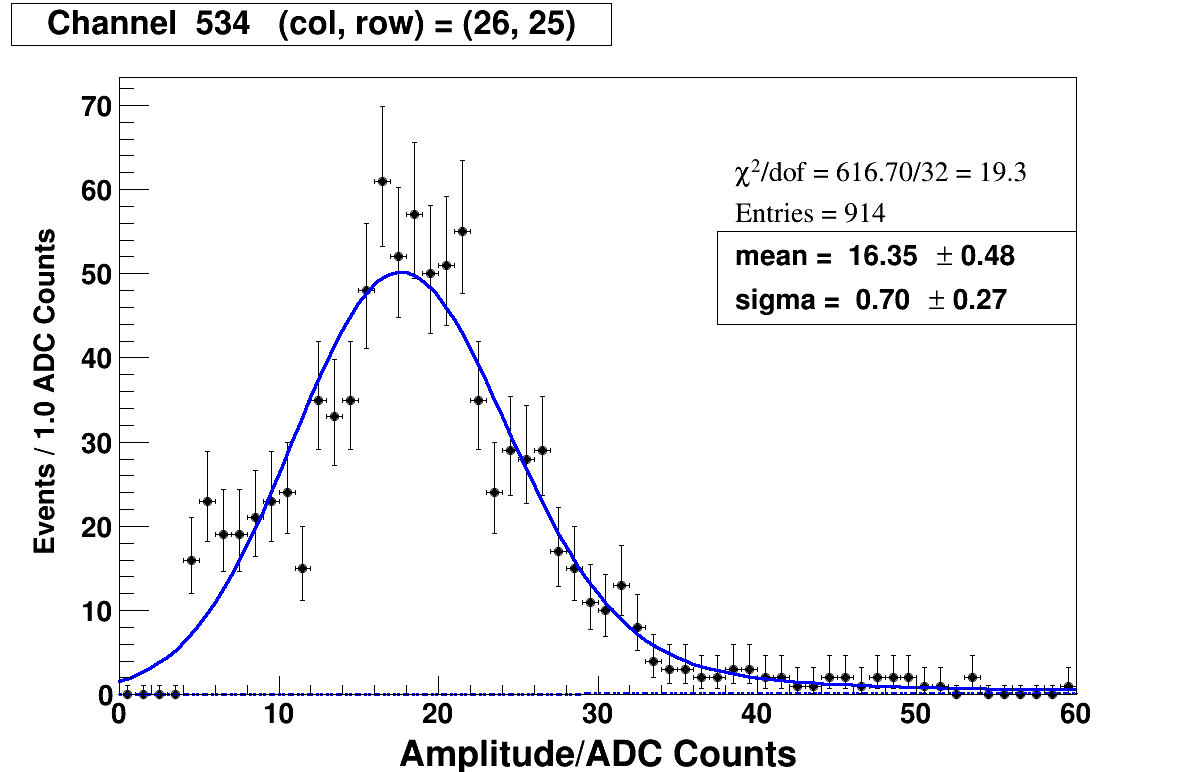 Channel 534 (col, row) = (26, 25)
70
60
50
40
30
20
10
0
Events / 1.0 ADC Counts
χ²/dof = 616.70/32 = 19.3
Entries = 914
mean = 16.35 ± 0.48
sigma = 0.70 ± 0.27
0 10 20 30 40 50 60
Amplitude/ADC Counts